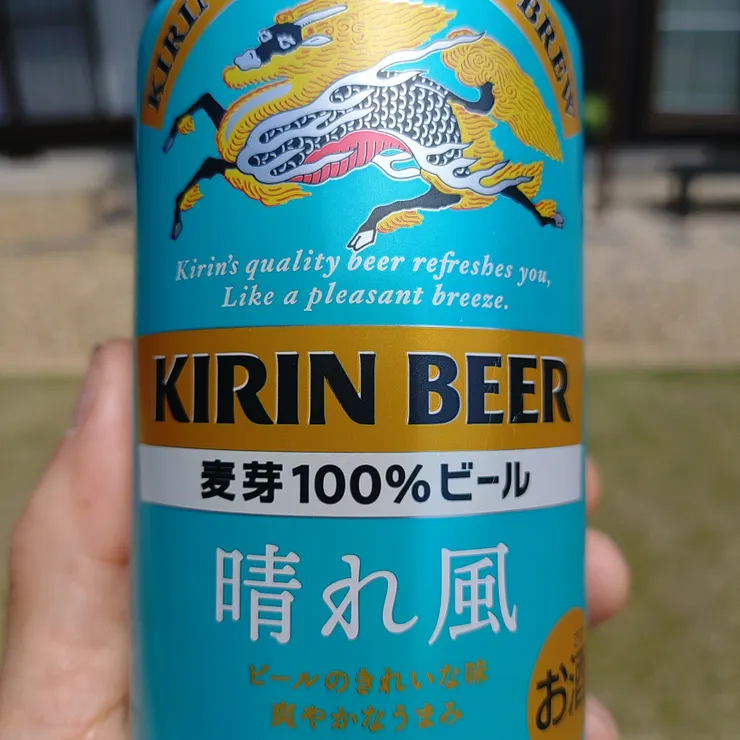 KIRIN BREW
Kirin's quality beer refreshes you,
Like a pleasant breeze.
KIRIN BEER
麦芽100%ビール
晴れ風
ビールのきれいな味
爽やかなうまみ
お酒